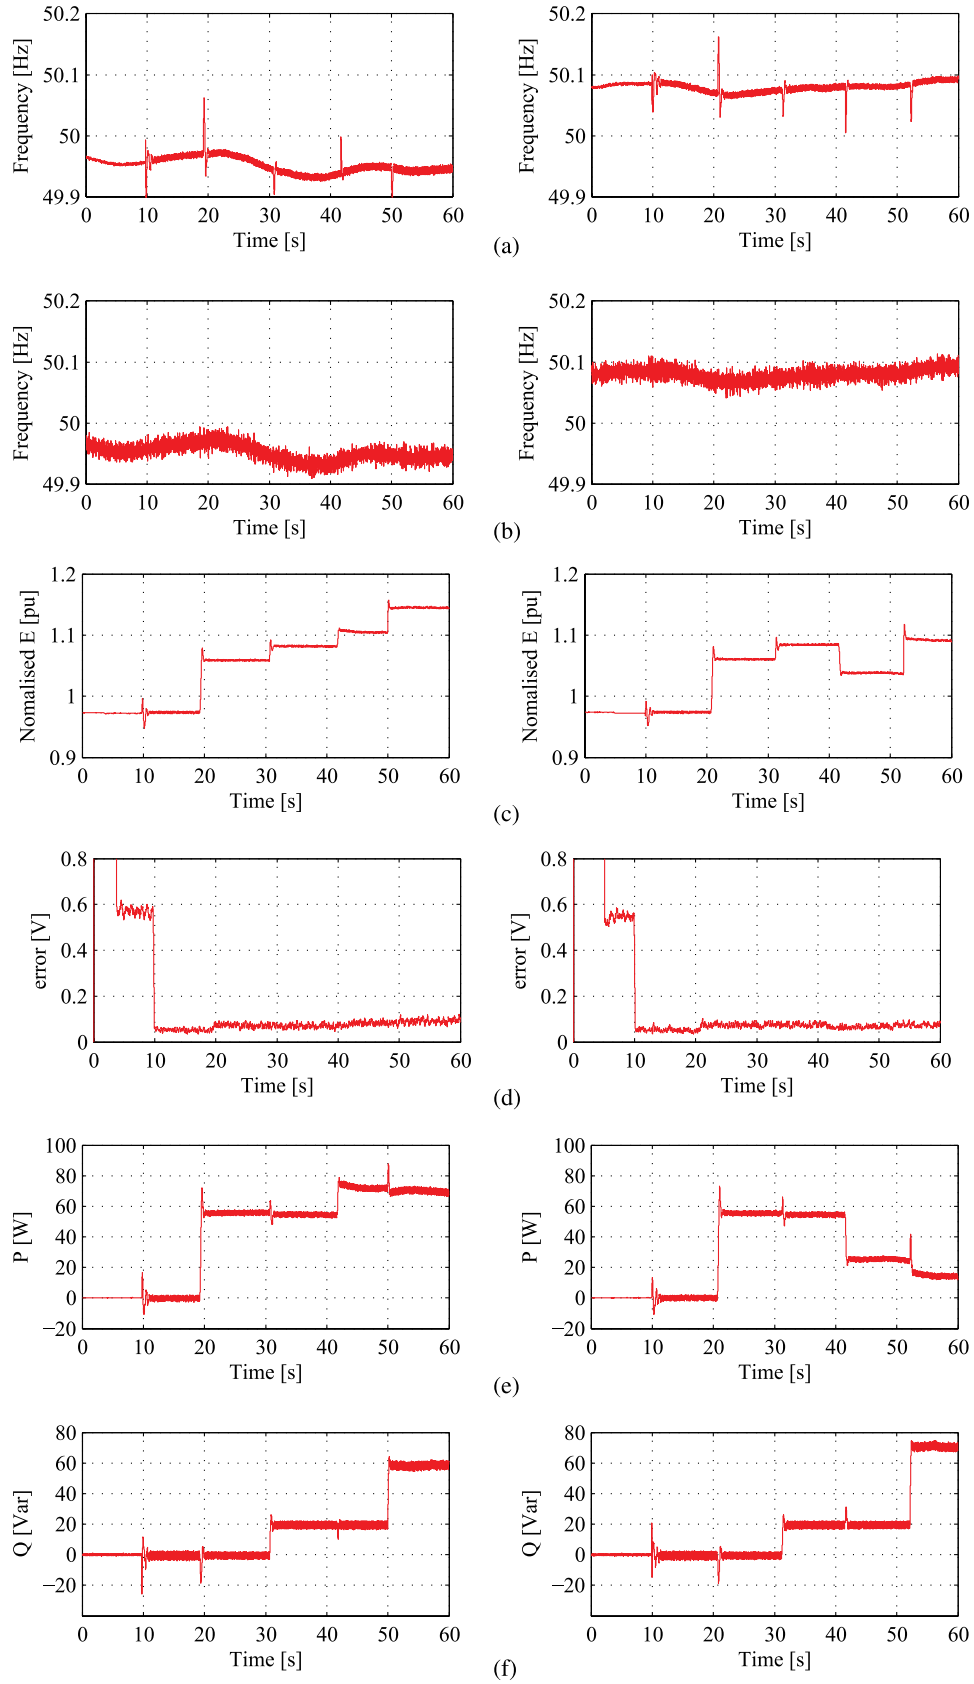 50.2 50.2
50.1 50.1
50 50
49.9 49.9
Frequency [Hz] Frequency [Hz]
0 10 20 30 40 50 60 0 10 20 30 40 50 60
Time [s] Time [s]
(a)
50.2 50.2
50.1 50.1
50 50
49.9 49.9
Frequency [Hz] Frequency [Hz]
0 10 20 30 40 50 60 0 10 20 30 40 50 60
Time [s] Time [s]
(b)
1.2 1.2
1.1 1.1
1 1
0.9 0.9
Nomalised E [pu] Nomalised E [pu]
0 10 20 30 40 50 60 0 10 20 30 40 50 60
Time [s] Time [s]
(c)
0.8 0.8
0.6 0.6
0.4 0.4
0.2 0.2
0 0
error [V] error [V]
0 10 20 30 40 50 60 0 10 20 30 40 50 60
Time [s] Time [s]
(d)
100 100
80 80
60 60
40 40
20 20
0 0
−20 −20
P [W] P [W]
0 10 20 30 40 50 60 0 10 20 30 40 50 60
Time [s] Time [s]
(e)
80 80
60 60
40 40
20 20
0 0
−20 −20
Q [Var] Q [Var]
0 10 20 30 40 50 60 0 10 20 30 40 50 60
Time [s] Time [s]
(f)